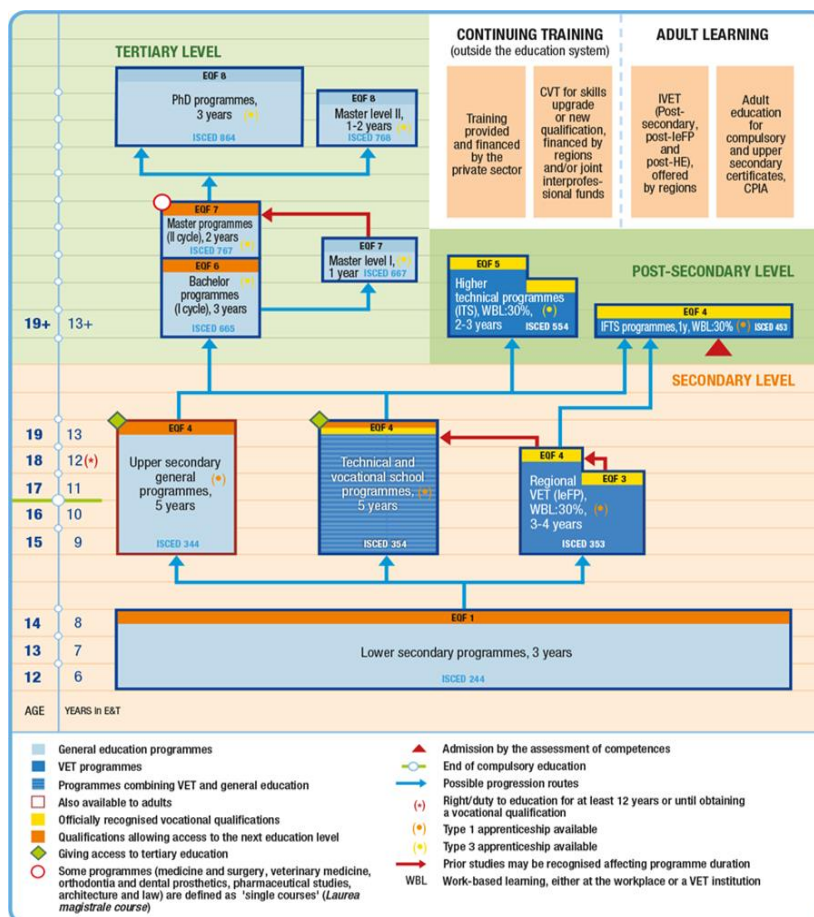 TERTIARY LEVEL
EQF 8
PhD programmes,
3 years (•)
ISCED 864
EQF 8
Master level II,
1-2 years (•)
ISCED 768
EQF 7
Master programmes
(II cycle), 2 years
ISCED 767 (•)
EQF 6
Bachelor (•)
programmes
(I cycle), 3 years
ISCED 665
EQF 7
Master level I, (•)
1 year ISCED 667
CONTINUING TRAINING
(outside the education system)
Training
provided
and financed
by the
private sector
CVT for skills
upgrade
or new
qualification,
financed by
regions
and/or joint
interprofes-
sional funds
ADULT LEARNING
IVET
(Post-
secondary,
post-IeFP
and
post-HE),
offered
by regions
Adult
education
for
compulsory
and upper
secondary
certificates,
CPIA
POST-SECONDARY LEVEL
EQF 5
Higher
technical programmes
(ITS), WBL:30%, (•)
2-3 years ISCED 554
EQF 4
IFTS programmes,1y, WBL:30% (•) ISCED 453
19+ 13+
SECONDARY LEVEL
19 13
18 12(*)
17 11
16 10
15 9
EQF 4
Upper secondary
general (•)
programmes,
5 years
ISCED 344
EQF 4
Technical and
vocational school
programmes, (•)
5 years
ISCED 354
EQF 4
EQF 3
Regional
VET (IeFP),
WBL:30%, (•)
3-4 years
ISCED 353
14 8
13 7
12 6
EQF 1
Lower secondary programmes, 3 years
ISCED 244
AGE YEARS in E&T
General education programmes
VET programmes
Programmes combining VET and general education
Also available to adults
Officially recognised vocational qualifications
Qualifications allowing access to the next education level
Giving access to tertiary education
Some programmes (medicine and surgery, veterinary medicine,
orthodontia and dental prosthetics, pharmaceutical studies,
architecture and law) are defined as 'single courses' (Laurea
magistrale course)
Admission by the assessment of competences
End of compulsory education
Possible progression routes
(*) Right/duty to education for at least 12 years or until obtaining
a vocational qualification
(•) Type 1 apprenticeship available
(•) Type 3 apprenticeship available
Prior studies may be recognised affecting programme duration
WBL Work-based learning, either at the workplace or a VET institution